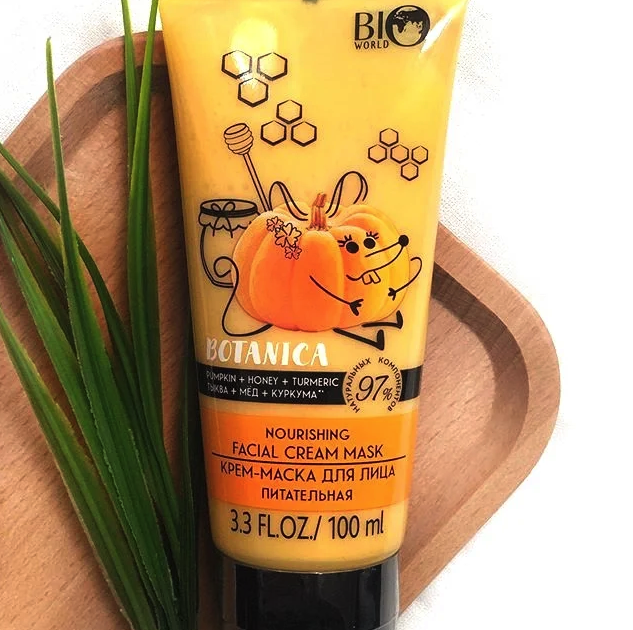 BIO
WORLD
BOTANICA
PUMPKIN + HONEY + TURMERIC
ТЫКВА + МЁД + КУРКУМА**
НАТУРАЛЬНЫХ КОМПОНЕНТОВ
97%
NOURISHING
FACIAL CREAM MASK
КРЕМ-МАСКА ДЛЯ ЛИЦА
ПИТАТЕЛЬНАЯ
3.3 FL.OZ./ 100 ml